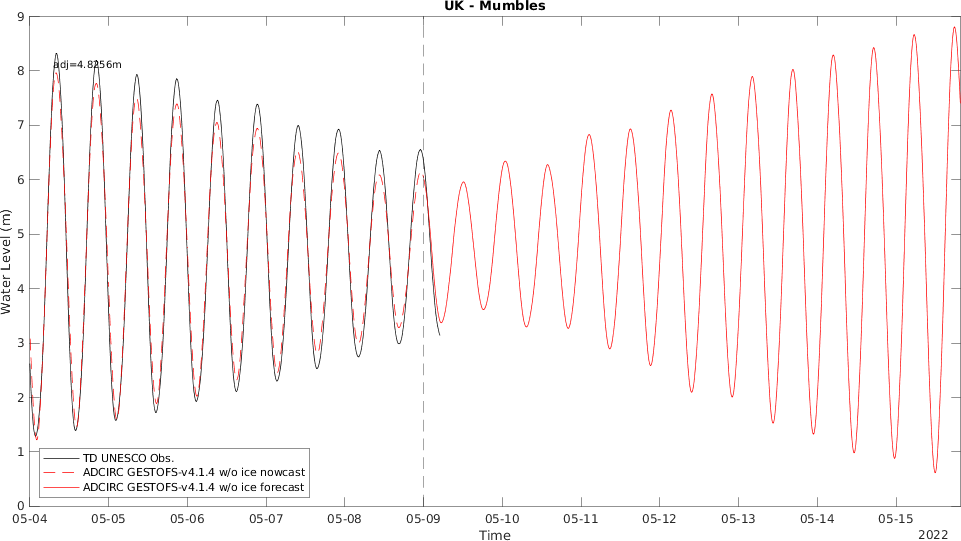 UK - Mumbles
9
8
7
6
5
4
3
2
1
0
adj=4.8256m
Water Level (m)
TD UNESCO Obs.
ADCIRC GESTOFS-v4.1.4 w/o ice nowcast
ADCIRC GESTOFS-v4.1.4 w/o ice forecast
05-04 05-05 05-06 05-07 05-08 05-09 05-10 05-11 05-12 05-13 05-14 05-15
Time
2022